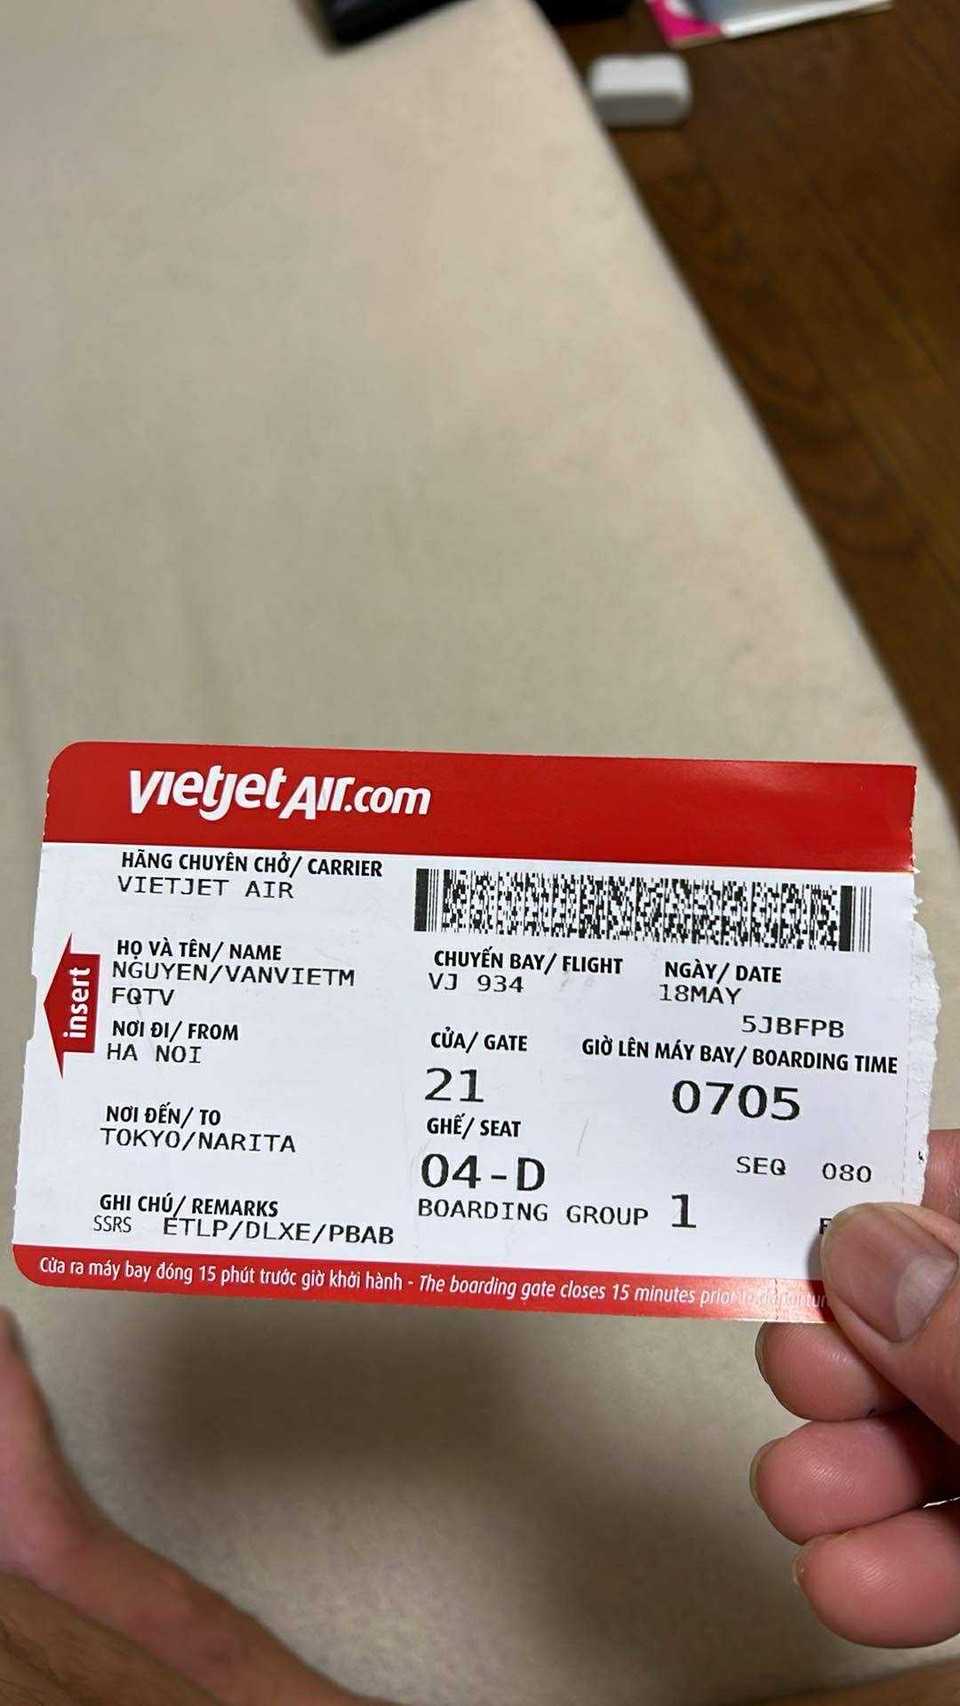 vietjetAir.com
HÃNG CHUYÊN CHỞ/ CARRIER
VIETJET AIR
HỌ VÀ TÊN/ NAME
NGUYEN/VANVIETM
FQTV
CHUYẾN BAY/ FLIGHT
VJ 934
NGÀY/ DATE
18MAY
5JBFPB
insert
NƠI ĐI/ FROM
HA NOI
CỬA/ GATE
21
GIỜ LÊN MÁY BAY/ BOARDING TIME
0705
NƠI ĐẾN/ TO
TOKYO/NARITA
GHẾ/ SEAT
04-D
SEQ 080
BOARDING GROUP 1
GHI CHÚ/ REMARKS
SSRS ETLP/DLXE/PBAB
Cửa ra máy bay đóng 15 phút trước giờ khởi hành - The boarding gate closes 15 minutes prior to